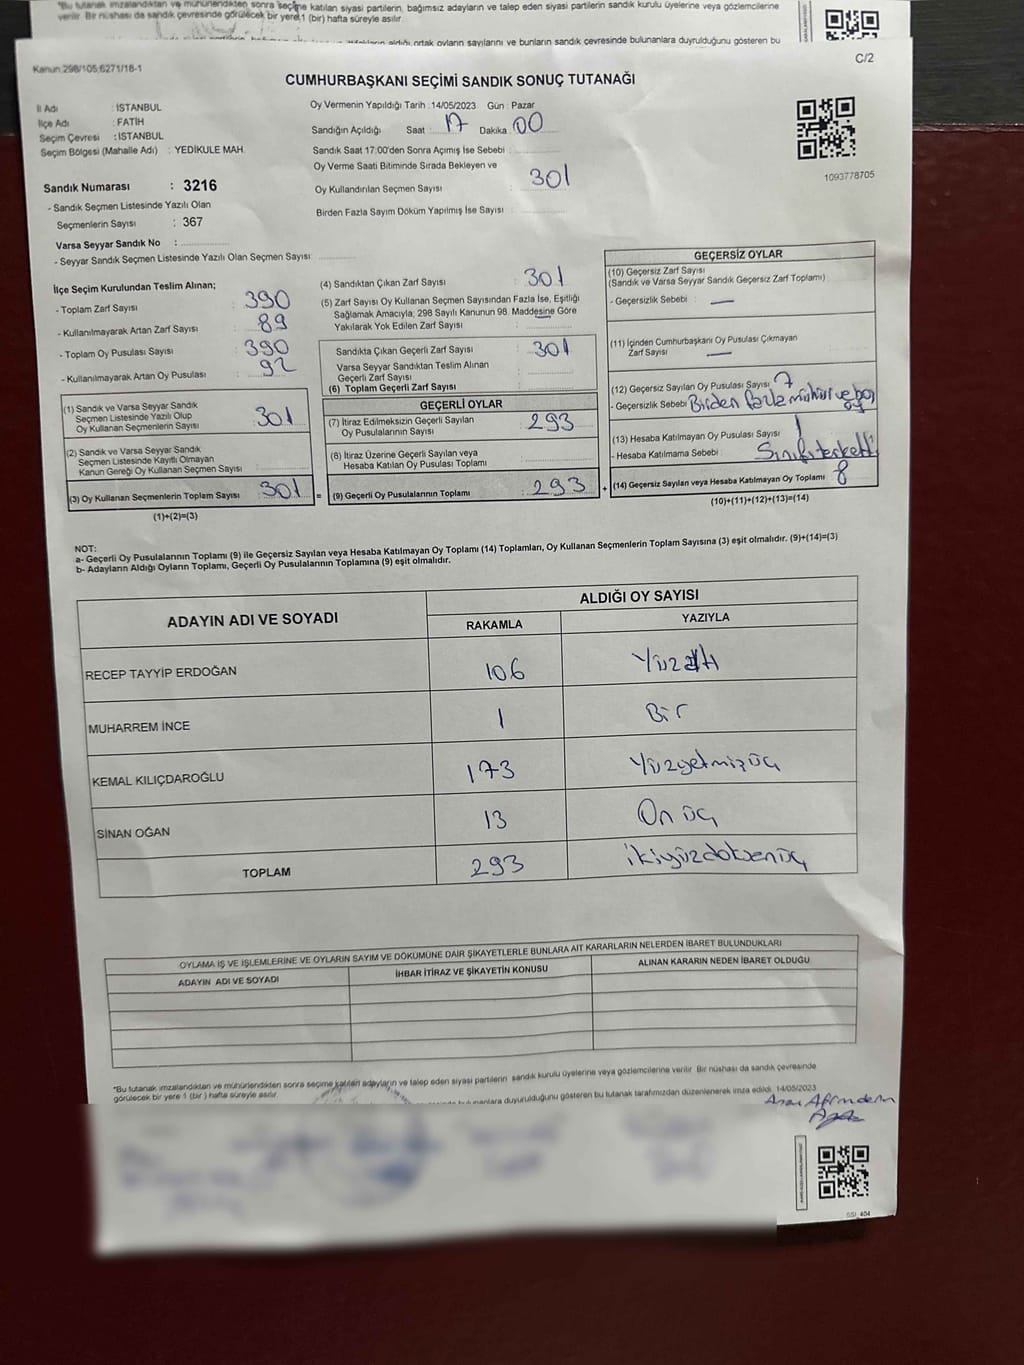 "Bu tutanak imzalandıktan ve mühürlendikten sonra seçime katılan siyasi partilerin, bağımsız adayların ve talep eden siyasi partilerin sandık kurulu üyelerine veya gözlemcilerine
verilir. Bir nüshası da sandık çevresinde görülecek bir yere 1 (bir) hafta süreyle asılır.
aldığı ortak oyların sayılarını ve bunların sandık çevresinde bulunanlara duyrulduğunu gösteren bu
Kanun:298/105;6271/18-1
C/2
CUMHURBAŞKANI SEÇİMİ SANDIK SONUÇ TUTANAĞI
İl Adı : İSTANBUL
İlçe Adı : FATİH
Seçim Çevresi : İSTANBUL
Seçim Bölgesi (Mahalle Adı) : YEDİKULE MAH.
Sandık Numarası : 3216
- Sandık Seçmen Listesinde Yazılı Olan
Seçmenlerin Sayısı : 367
Varsa Seyyar Sandık No :
- Seyyar Sandık Seçmen Listesinde Yazılı Olan Seçmen Sayısı:
Oy Vermenin Yapıldığı Tarih :14/05/2023 Gün : Pazar
Sandığın Açıldığı Saat : 17 Dakika : 00
Sandık Saat 17:00'den Sonra Açımış İse Sebebi :
Oy Verme Saati Bitiminde Sırada Bekleyen ve
Oy Kullandırılan Seçmen Sayısı : 301
Birden Fazla Sayım Döküm Yapılmış İse Sayısı :
1093778705
İlçe Seçim Kurulundan Teslim Alınan;
- Toplam Zarf Sayısı : 390
- Kullanılmayarak Artan Zarf Sayısı : 89
- Toplam Oy Pusulası Sayısı : 390
- Kullanılmayarak Artan Oy Pusulası : 92
(4) Sandıktan Çıkan Zarf Sayısı : 301
(5) Zarf Sayısı Oy Kullanan Seçmen Sayısından Fazla İse, Eşitliği
Sağlamak Amacıyla; 298 Sayılı Kanunun 98. Maddesine Göre
Yakılarak Yok Edilen Zarf Sayısı :
Sandıkta Çıkan Geçerli Zarf Sayısı : 301
Varsa Seyyar Sandıktan Teslim Alınan
Geçerli Zarf Sayısı :
(6) Toplam Geçerli Zarf Sayısı :
(1) Sandık ve Varsa Seyyar Sandık
Seçmen Listesinde Yazılı Olup
Oy Kullanan Seçmenlerin Sayısı : 301
(2) Sandık ve Varsa Seyyar Sandık
Seçmen Listesinde Kayıtlı Olmayan
Kanun Gereği Oy Kullanan Seçmen Sayısı :
(3) Oy Kullanan Seçmenlerin Toplam Sayısı : 301
(1)+(2)=(3)
=
GEÇERLİ OYLAR
(7) İtiraz Edilmeksizin Geçerli Sayılan
Oy Pusulalarının Sayısı : 293
(8) İtiraz Üzerine Geçerli Sayılan veya
Hesaba Katılan Oy Pusulası Toplamı :
(9) Geçerli Oy Pusulalarının Toplamı : 293
+
GEÇERSİZ OYLAR
(10) Geçersiz Zarf Sayısı
(Sandık ve Varsa Seyyar Sandık Geçersiz Zarf Toplamı) :
- Geçersizlik Sebebi : —
(11) İçinden Cumhurbaşkanı Oy Pusulası Çıkmayan
Zarf Sayısı : —
(12) Geçersiz Sayılan Oy Pusulası Sayısı : 7
- Geçersizlik Sebebi : Birden fazla mühür ve boş
oy
(13) Hesaba Katılmayan Oy Pusulası Sayısı : 1
- Hesaba Katılmama Sebebi : Sınıfı terketti
(14) Geçersiz Sayılan veya Hesaba Katılmayan Oy Toplamı : 8
(10)+(11)+(12)+(13)=(14)
NOT:
a- Geçerli Oy Pusulalarının Toplamı (9) ile Geçersiz Sayılan veya Hesaba Katılmayan Oy Toplamı (14) Toplamları, Oy Kullanan Seçmenlerin Toplam Sayısına (3) eşit olmalıdır. (9)+(14)=(3)
b- Adayların Aldığı Oyların Toplamı, Geçerli Oy Pusulalarının Toplamına (9) eşit olmalıdır.
ADAYIN ADI VE SOYADI
ALDIĞI OY SAYISI
RAKAMLA YAZIYLA
RECEP TAYYİP ERDOĞAN 106 Yüzaltı
MUHARREM İNCE 1 Bir
KEMAL KILIÇDAROĞLU 173 Yüzyetmişüç
SİNAN OĞAN 13 On üç
TOPLAM 293 ikiyüzdoksenüç
OYLAMA İŞ VE İŞLEMLERİNE VE OYLARIN SAYIM VE DÖKÜMÜNE DAİR ŞİKAYETLERLE BUNLARA AİT KARARLARIN NELERDEN İBARET BULUNDUKLARI
ADAYIN ADI VE SOYADI İHBAR İTİRAZ VE ŞİKAYETİN KONUSU ALINAN KARARIN NEDEN İBARET OLDUĞU
"Bu tutanak imzalandıktan ve mühürlendikten sonra seçime katılan adayların ve talep eden siyasi partilerin sandık kurulu üyelerine veya gözlemcilerine verilir. Bir nüshası da sandık çevresinde
görülecek bir yere 1 (bir ) hafta süreyle asılır.
bulunanlara duyurulduğunu gösteren bu tutanak tarafımızdan düzenlenerek imza edildi. 14/05/2023
SSI_404